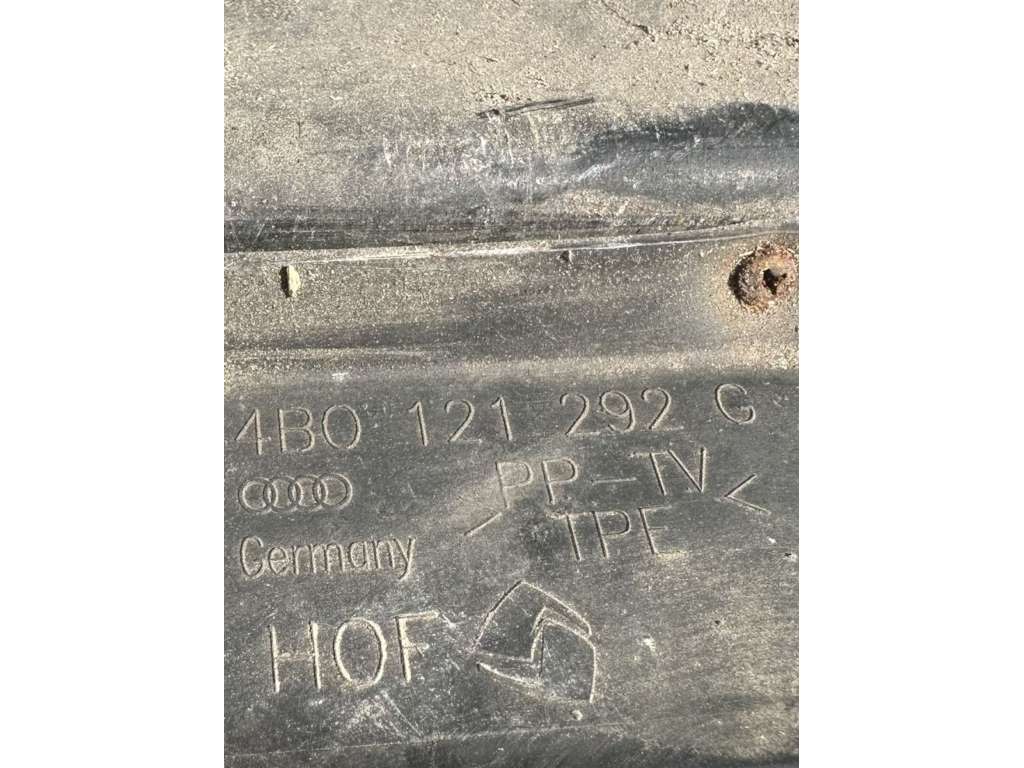 4B0 121 292 G
>PP-TV<
TPE
Germany
HOF